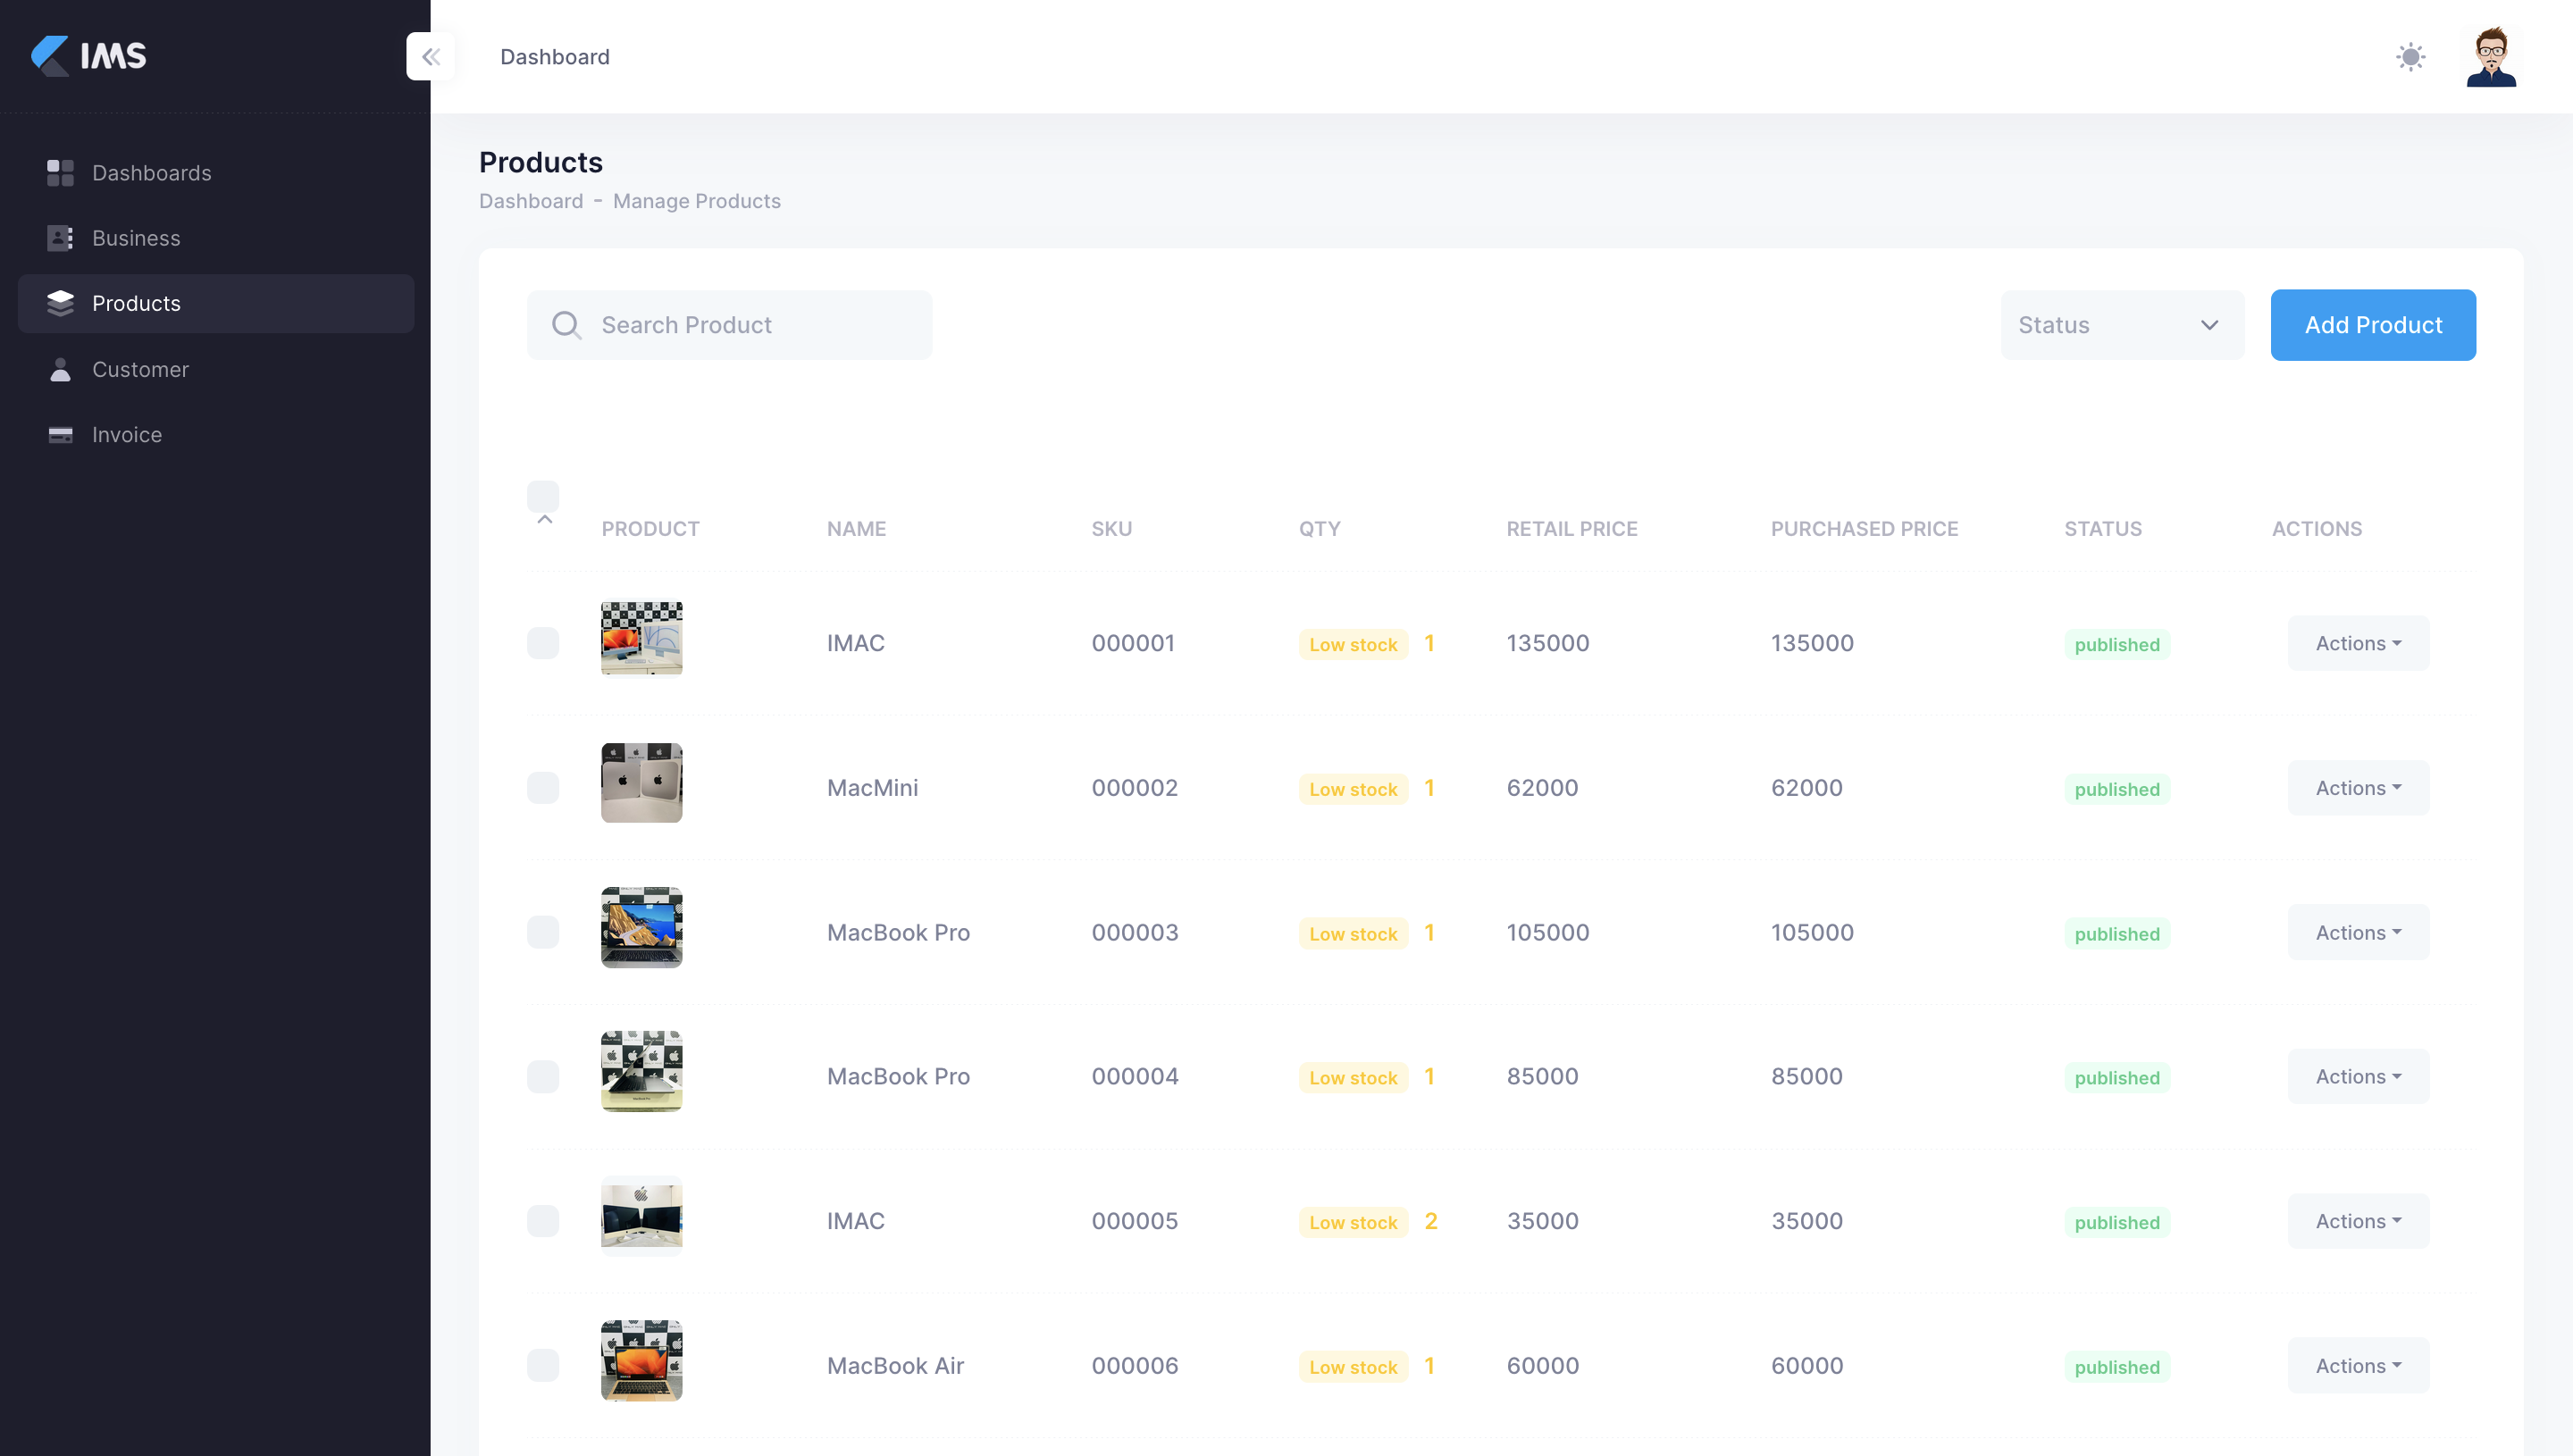 IMS
Dashboard
Dashboards
Business
Products
Customer
Invoice
Products
Dashboard - Manage Products
Search Product
Status
Add Product
PRODUCT NAME SKU QTY RETAIL PRICE PURCHASED PRICE STATUS ACTIONS
IMAC 000001 Low stock 1 135000 135000 published Actions
MacMini 000002 Low stock 1 62000 62000 published Actions
MacBook Pro 000003 Low stock 1 105000 105000 published Actions
MacBook Pro 000004 Low stock 1 85000 85000 published Actions
IMAC 000005 Low stock 2 35000 35000 published Actions
MacBook Air 000006 Low stock 1 60000 60000 published Actions